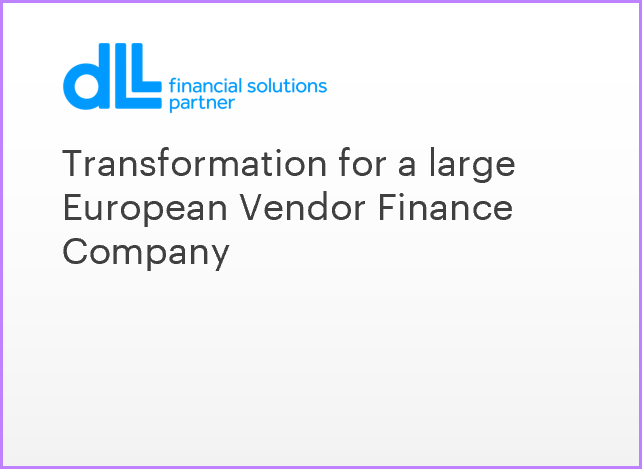 dLL financial solutions
partner
Transformation for a large
European Vendor Finance
Company